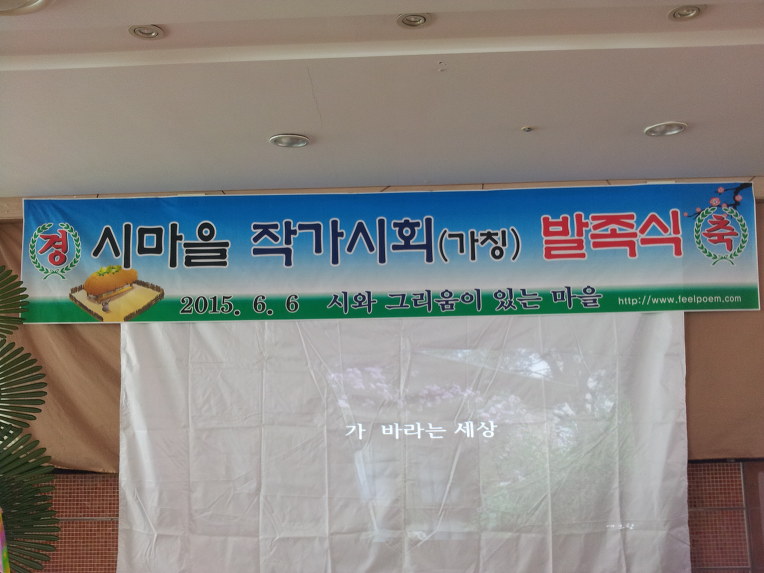 경 시마을 작가시회(가칭) 발족식 축
2015. 6. 6 시와 그리움이 있는 마을 http://www.feelpoem.com
가 바라는 세상